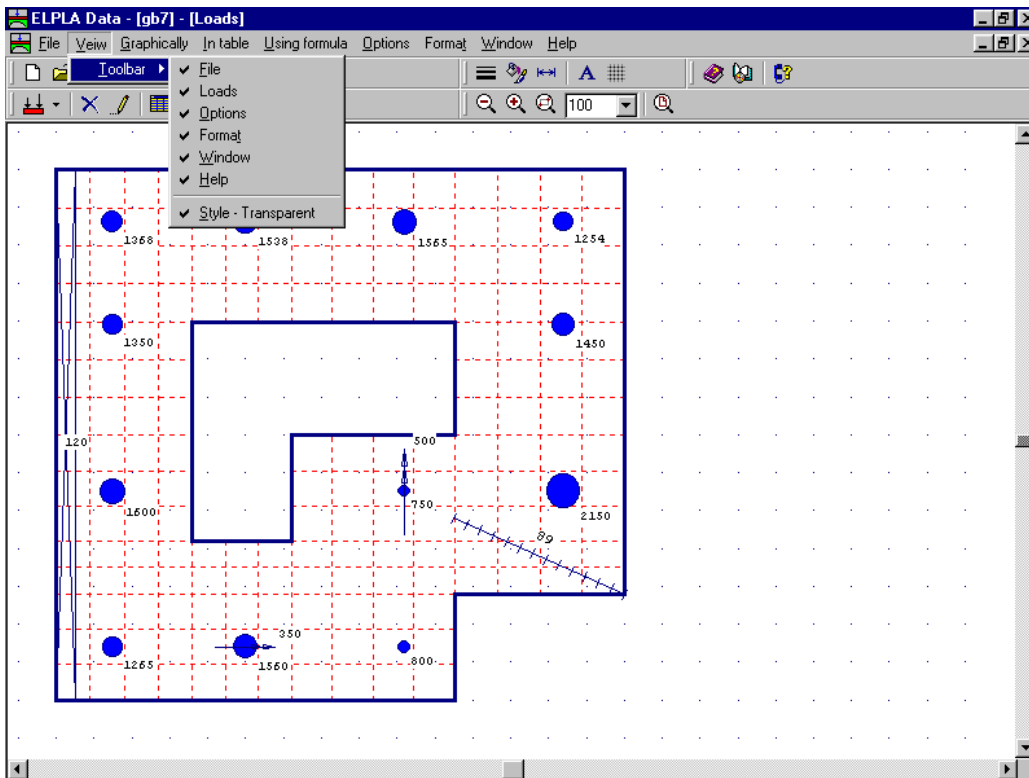 ELPLA Data - [gb7] - [Loads]
File Veiw Graphically In table Using formula Options Format Window Help
Toolbar
File
Loads
Options
Format
Window
Help
Style - Transparent
A
100
1368 1538 1565 1254
1350 1450
120 500
1600 750 2150
89
350
1265 1560 800